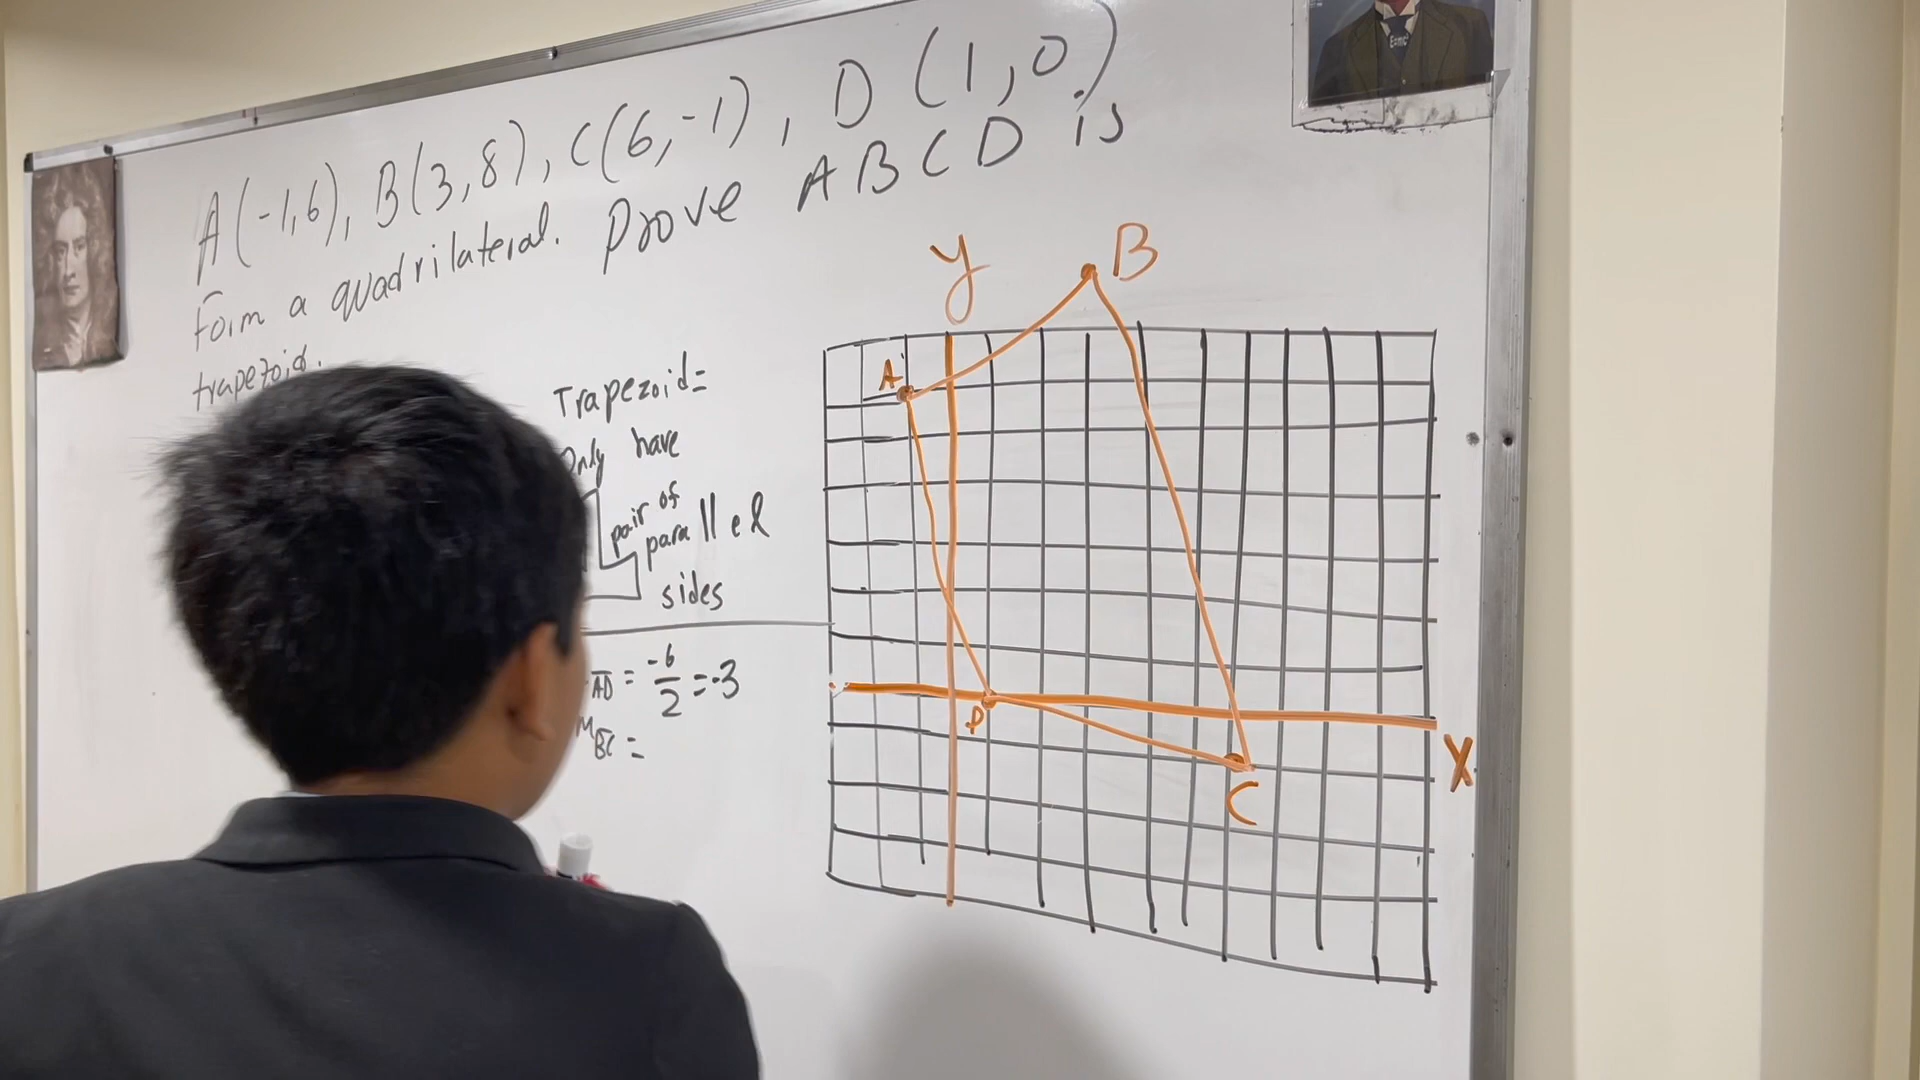 A(-1,6), B(3,8), C(6,-1), D(1,0)
form a quadrilateral. Prove ABCD is
trapezoid.
Trapezoid=
Only have
pair of
parallel
sides
AD = -6/2 = -3
M BC =
y
B
A
D
C
X